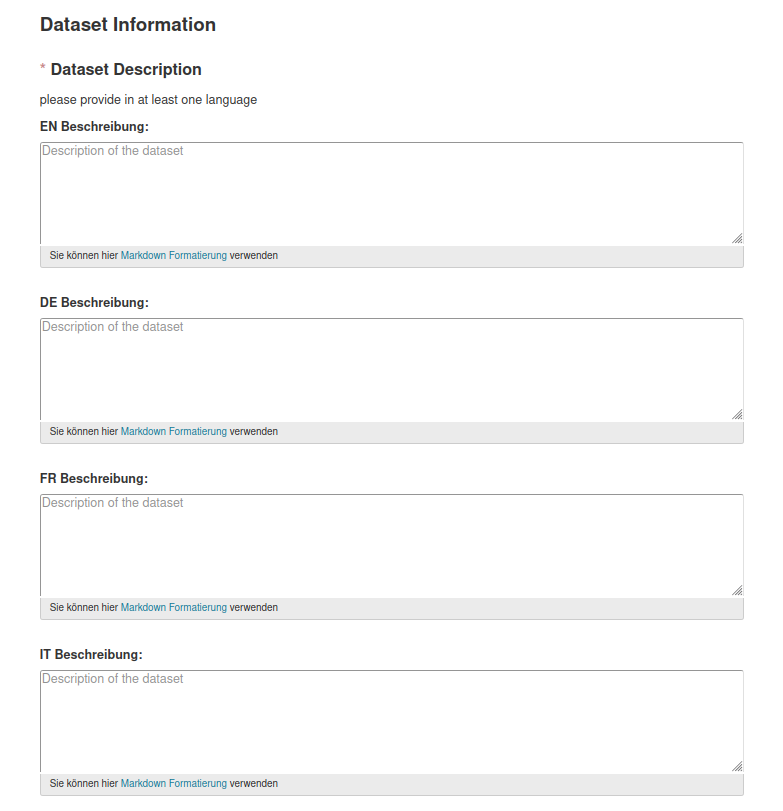 Dataset Information
* Dataset Description
please provide in at least one language
EN Beschreibung:
Description of the dataset
Sie können hier Markdown Formatierung verwenden
DE Beschreibung:
Description of the dataset
Sie können hier Markdown Formatierung verwenden
FR Beschreibung:
Description of the dataset
Sie können hier Markdown Formatierung verwenden
IT Beschreibung:
Description of the dataset
Sie können hier Markdown Formatierung verwenden